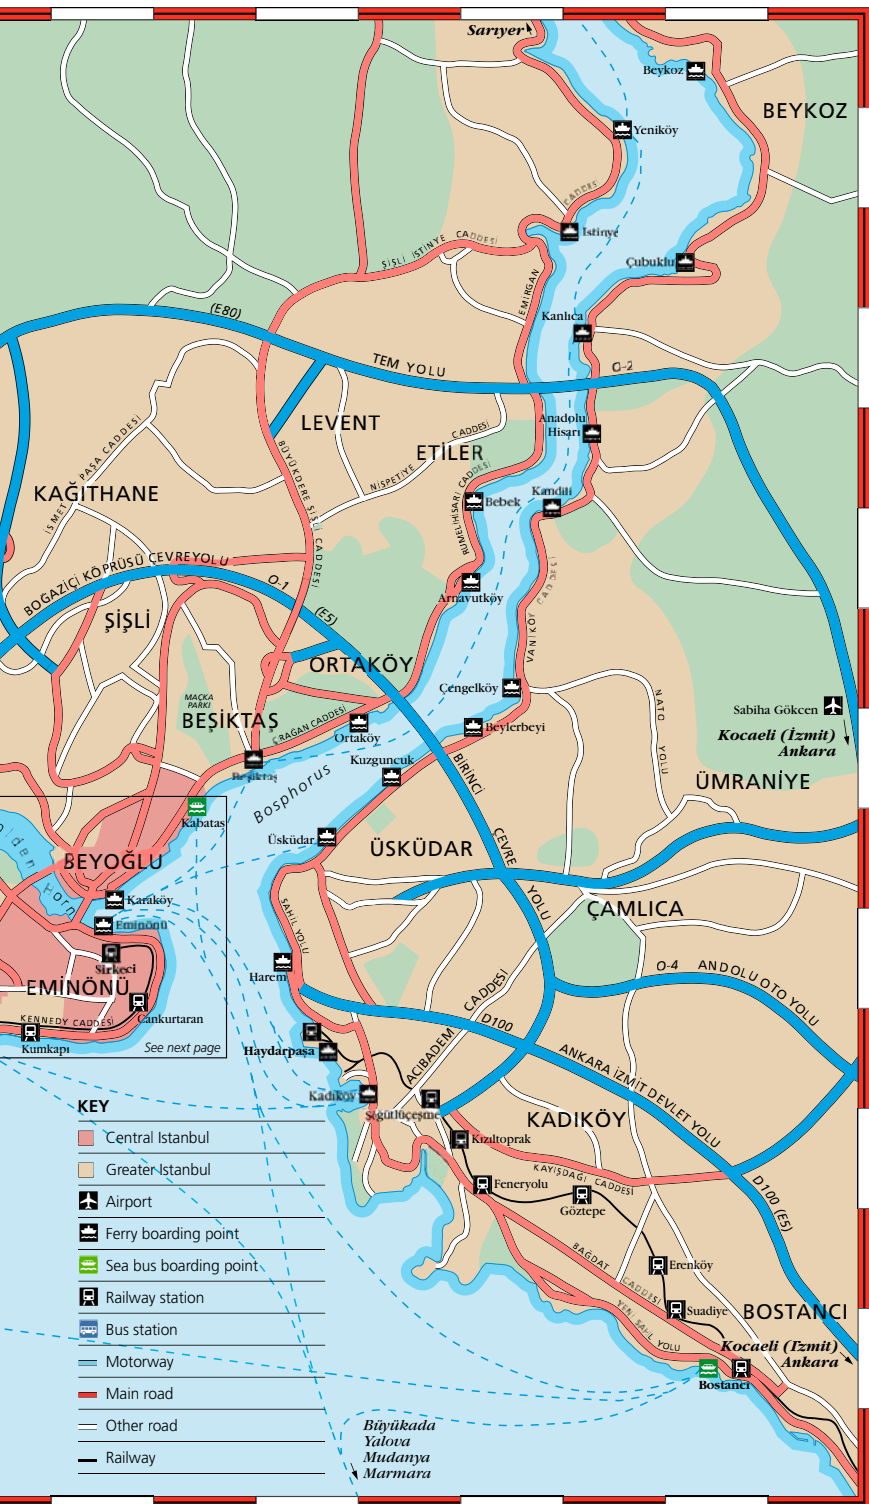 Sarıyer
Beykoz
BEYKOZ
Yeniköy
CADDESİ
İstinye
ŞİŞLİ İSTİNYE CADDESİ
Çubuklu
EMİRGAN
(E80)
Kanlıca
TEM YOLU
O-2
LEVENT
Anadolu
Hisarı
CADDESİ
ETİLER
İSMET PAŞA CADDESİ
BÜYÜKDERE ŞİŞLİ CADDESİ
NİSPETİYE
KAĞITHANE
Kandili
Bebek
RUMELİHİSARI CADDESİ
BOĞAZİÇİ KÖPRÜSÜ ÇEVREYOLU
O-1
Arnavutköy
VANİKÖY CADDESİ
(E5)
ŞİŞLİ
ORTAKÖY
Çengelköy
MAÇKA
PARKI
NATO YOLU
Sabiha Gökcen
BEŞİKTAŞ
ÇRAĞAN CADDESİ
Ortaköy
Beylerbeyi
Kocaeli (İzmit)
Ankara
Beşiktaş
Kuzguncuk
BİRİNCİ ÇEVRE YOLU
ÜMRANİYE
Bosphorus
Kabataş
Üsküdar
ÜSKÜDAR
BEYOĞLU
Golden Horn
Karaköy
Eminönü
SAHİL YOLU
ÇAMLICA
Sirkeci
Harem
ACIBADEM CADDESİ
O-4 ANDOLU OTO YOLU
EMİNÖNÜ
KENNEDY CADDESİ
Cankurtaran
D100
Kumkapı
See next page
Haydarpaşa
ANKARA İZMİT DEVLET YOLU
Kadıköy
Söğütlüçeşme
KADIKÖY
Kızıltoprak
KAYIŞDAĞI CADDESİ
Feneryolu
Göztepe
D100 (E5)
BAĞDAT CADDESİ
Erenköy
YENİ SAHİL YOLU
Suadiye
BOSTANCI
Kocaeli (I'zmit)
Ankara
Bostancı
KEY
Central Istanbul
Greater Istanbul
Airport
Ferry boarding point
Sea bus boarding point
Railway station
Bus station
Motorway
Main road
Other road
Railway
Büyükada
Yalova
Mudanya
Marmara